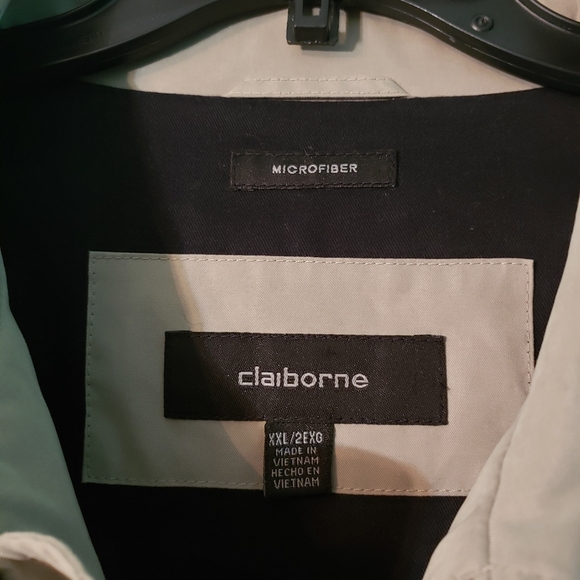 MICROFIBER
claiborne
XXL/2EXG
MADE IN
VIETNAM
HECHO EN
VIETNAM